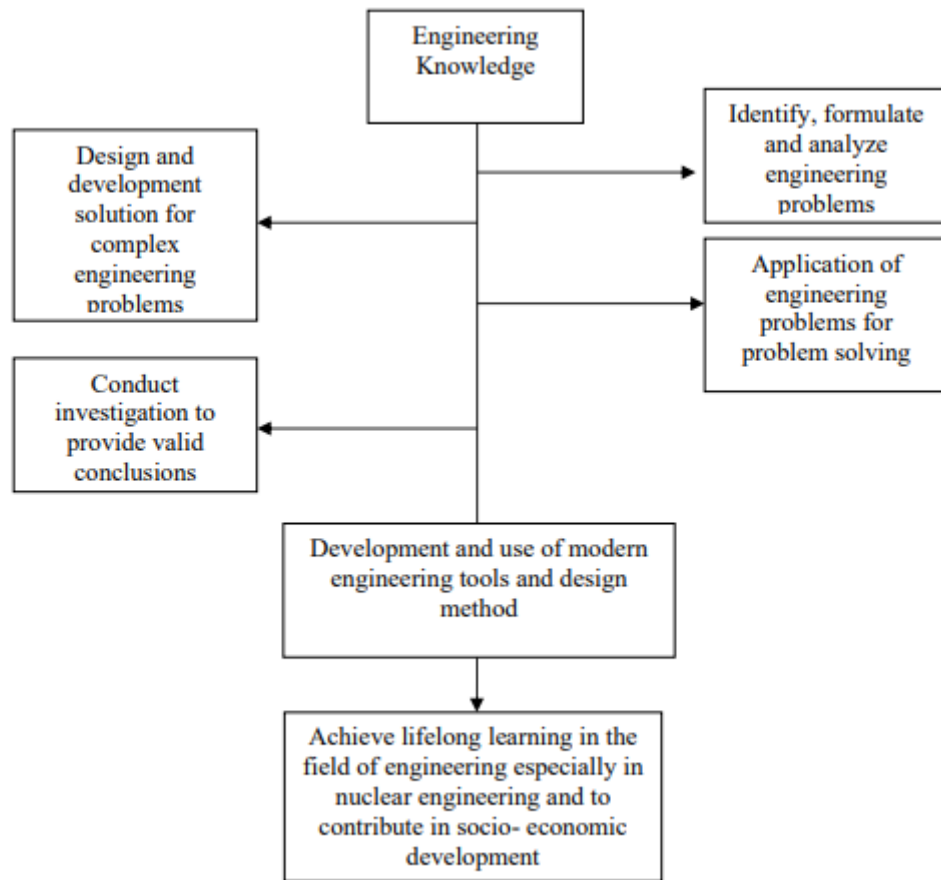 Engineering
Knowledge
Identify, formulate
and analyze
engineering
problems
Design and
development
solution for
complex
engineering
problems
Application of
engineering
problems for
problem solving
Conduct
investigation to
provide valid
conclusions
Development and use of modern
engineering tools and design
method
Achieve lifelong learning in the
field of engineering especially in
nuclear engineering and to
contribute in socio- economic
development